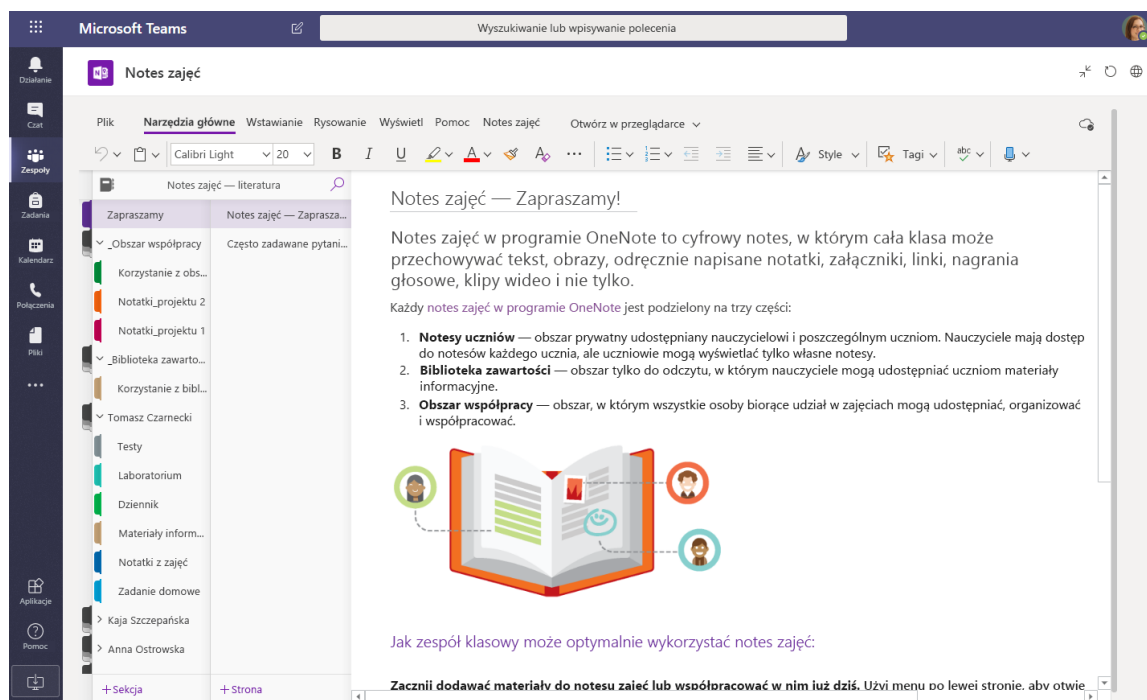 Microsoft Teams
Wyszukiwanie lub wpisywanie polecenia
Działanie
Czat
Zespoły
Zadania
Kalendarz
Połączenia
Pliki
Aplikacje
Pomoc
Notes zajęć
Plik Narzędzia główne Wstawianie Rysowanie Wyświetl Pomoc Notes zajęć Otwórz w przeglądarce
Calibri Light 20 B I U A A Style Tagi abc
Notes zajęć — literatura
Zapraszamy
_Obszar współpracy
Korzystanie z obs...
Notatki_projektu 2
Notatki_projektu 1
_Biblioteka zawarto...
Korzystanie z bibl...
Tomasz Czarnecki
Testy
Laboratorium
Dziennik
Materiały inform...
Notatki z zajęć
Zadanie domowe
Kaja Szczepańska
Anna Ostrowska
+ Sekcja
Notes zajęć — Zaprasza...
Często zadawane pytani...
+ Strona
Notes zajęć — Zapraszamy!
Notes zajęć w programie OneNote to cyfrowy notes, w którym cała klasa może
przechowywać tekst, obrazy, odręcznie napisane notatki, załączniki, linki, nagrania
głosowe, klipy wideo i nie tylko.
Każdy notes zajęć w programie OneNote jest podzielony na trzy części:
1. Notesy uczniów — obszar prywatny udostępniany nauczycielowi i poszczególnym uczniom. Nauczyciele mają dostęp
do notesów każdego ucznia, ale uczniowie mogą wyświetlać tylko własne notesy.
2. Biblioteka zawartości — obszar tylko do odczytu, w którym nauczyciele mogą udostępniać uczniom materiały
informacyjne.
3. Obszar współpracy — obszar, w którym wszystkie osoby biorące udział w zajęciach mogą udostępniać, organizować
i współpracować.
Jak zespół klasowy może optymalnie wykorzystać notes zajęć:
Zacznij dodawać materiały do notesu zajęć lub współpracować w nim już dziś. Użyj menu po lewej stronie, aby otwie